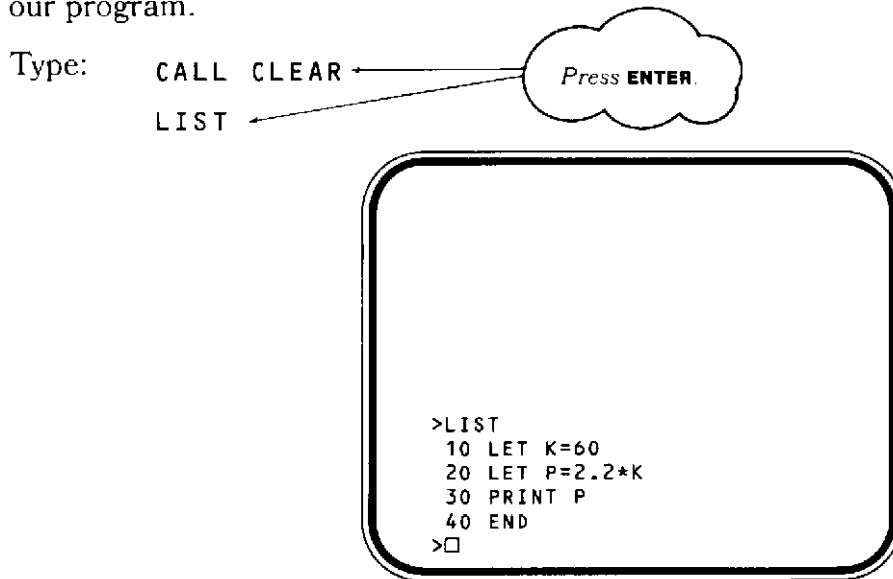 our program.
Type: CALL CLEAR
Press ENTER.
LIST
>LIST
10 LET K=60
20 LET P=2.2*K
30 PRINT P
40 END
>□